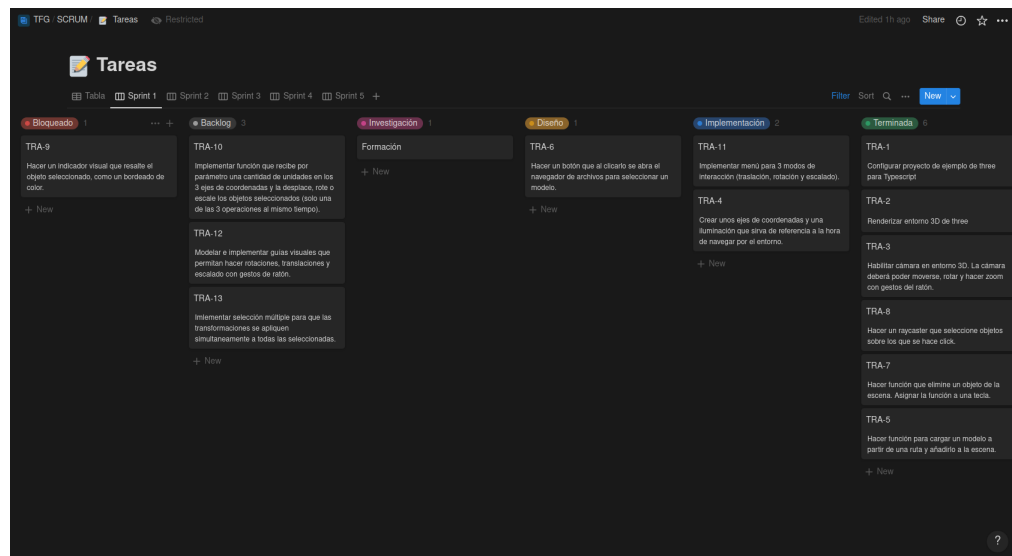 TFG / SCRUM / Tareas Restricted
Edited 1h ago Share
Tareas
Tabla Sprint 1 Sprint 2 Sprint 3 Sprint 4 Sprint 5 +
Filter Sort New
Bloqueado 1
TRA-9
Hacer un indicador visual que resalte el
objeto seleccionado, como un bordeado de
color.
+ New
Backlog 3
TRA-10
Implementar función que recibe por
parámetro una cantidad de unidades en los
3 ejes de coordenadas y la desplace, rote o
escale los objetos seleccionados (solo una
de las 3 operaciones al mismo tiempo).
TRA-12
Modelar e implementar guías visuales que
permitan hacer rotaciones, translaciones y
escalado con gestos de ratón.
TRA-13
Imlementar selección múltiple para que las
transformaciones se apliquen
simultaneamente a todas las seleccionadas.
+ New
Investigación 1
Formación
+ New
Diseño 1
TRA-6
Hacer un botón que al clicarlo se abra el
navegador de archivos para seleccionar un
modelo.
+ New
Implementación 2
TRA-11
Implementar menú para 3 modos de
interacción (traslación, rotación y escalado).
TRA-4
Crear unos ejes de coordenadas y una
iluminación que sirva de referencia a la hora
de navegar por el entorno.
+ New
Terminada 6
TRA-1
Configurar proyecto de ejemplo de three
para Typescript
TRA-2
Renderizar entorno 3D de three
TRA-3
Habilitar cámara en entorno 3D. La cámara
deberá poder moverse, rotar y hacer zoom
con gestos del ratón.
TRA-8
Hacer un raycaster que seleccione objetos
sobre los que se hace click.
TRA-7
Hacer función que elimine un objeto de la
escena. Asignar la función a una tecla.
TRA-5
Hacer función para cargar un modelo a
partir de una ruta y añadirlo a la escena.
+ New
?